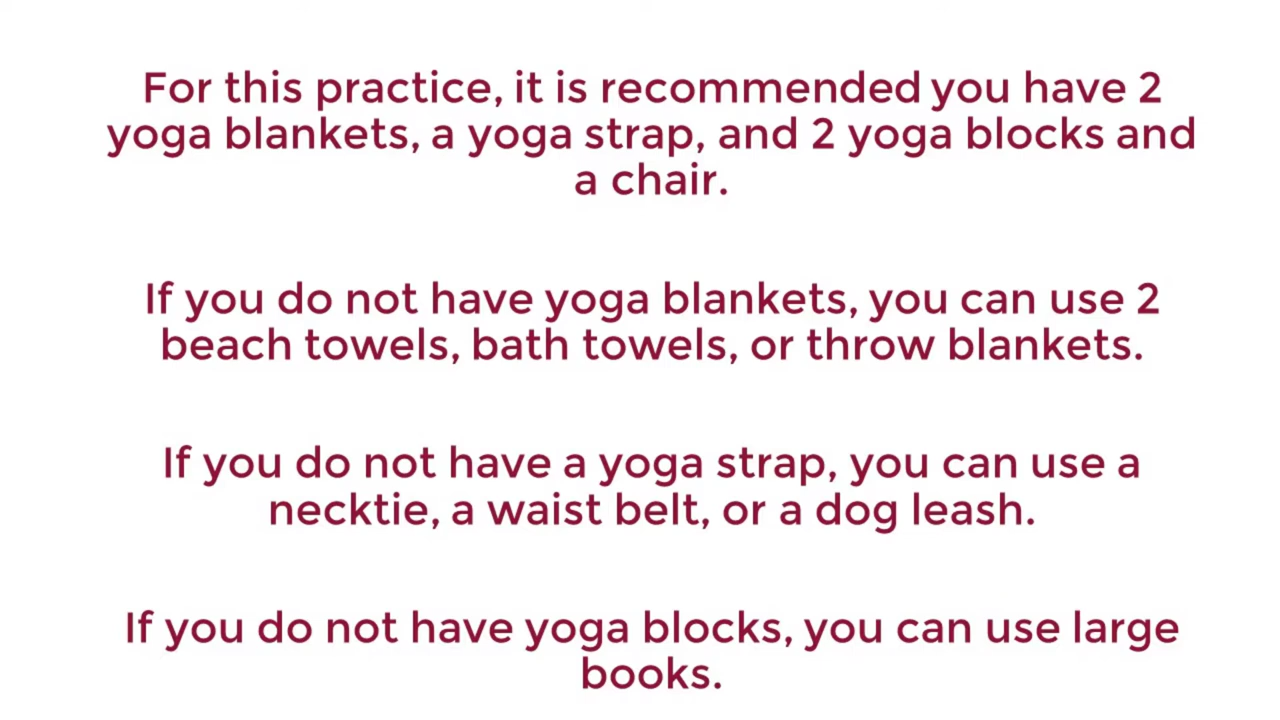 For this practice, it is recommended you have 2
yoga blankets, a yoga strap, and 2 yoga blocks and
a chair.
If you do not have yoga blankets, you can use 2
beach towels, bath towels, or throw blankets.
If you do not have a yoga strap, you can use a
necktie, a waist belt, or a dog leash.
If you do not have yoga blocks, you can use large
books.